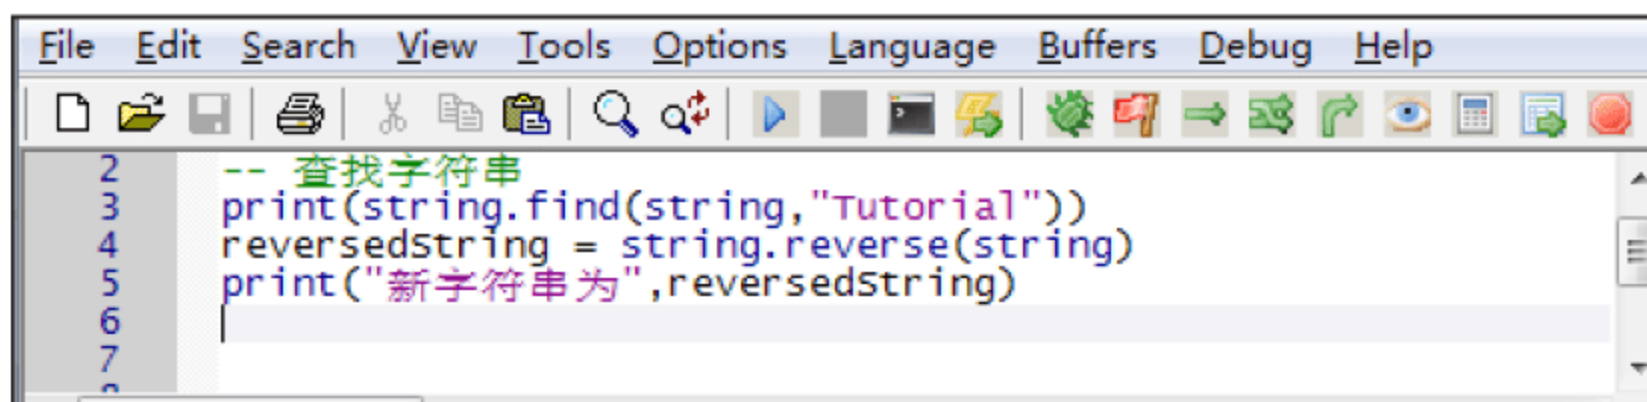 File Edit Search View Tools Options Language Buffers Debug Help
2 -- 查找字符串
3 print(string.find(string,"Tutorial"))
4 reversedString = string.reverse(string)
5 print("新字符串为",reversedString)
6
7